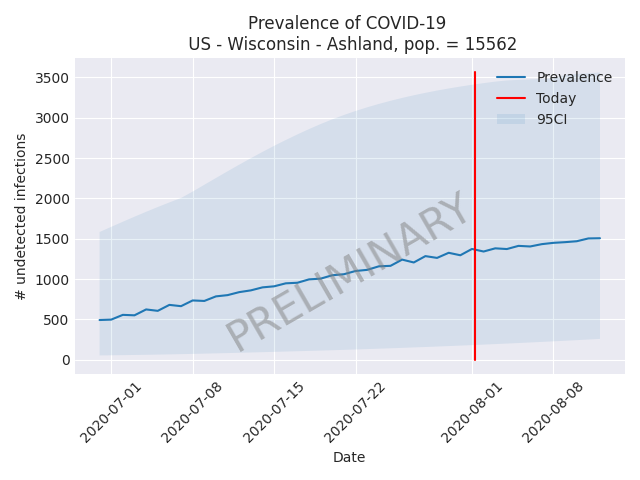 Prevalence of COVID-19
US - Wisconsin - Ashland, pop. = 15562
3500
3000
2500
2000
1500
1000
500
0
# undetected infections
Prevalence
Today
95CI
PRELIMINARY
2020-07-01
2020-07-08
2020-07-15
2020-07-22
2020-08-01
2020-08-08
Date